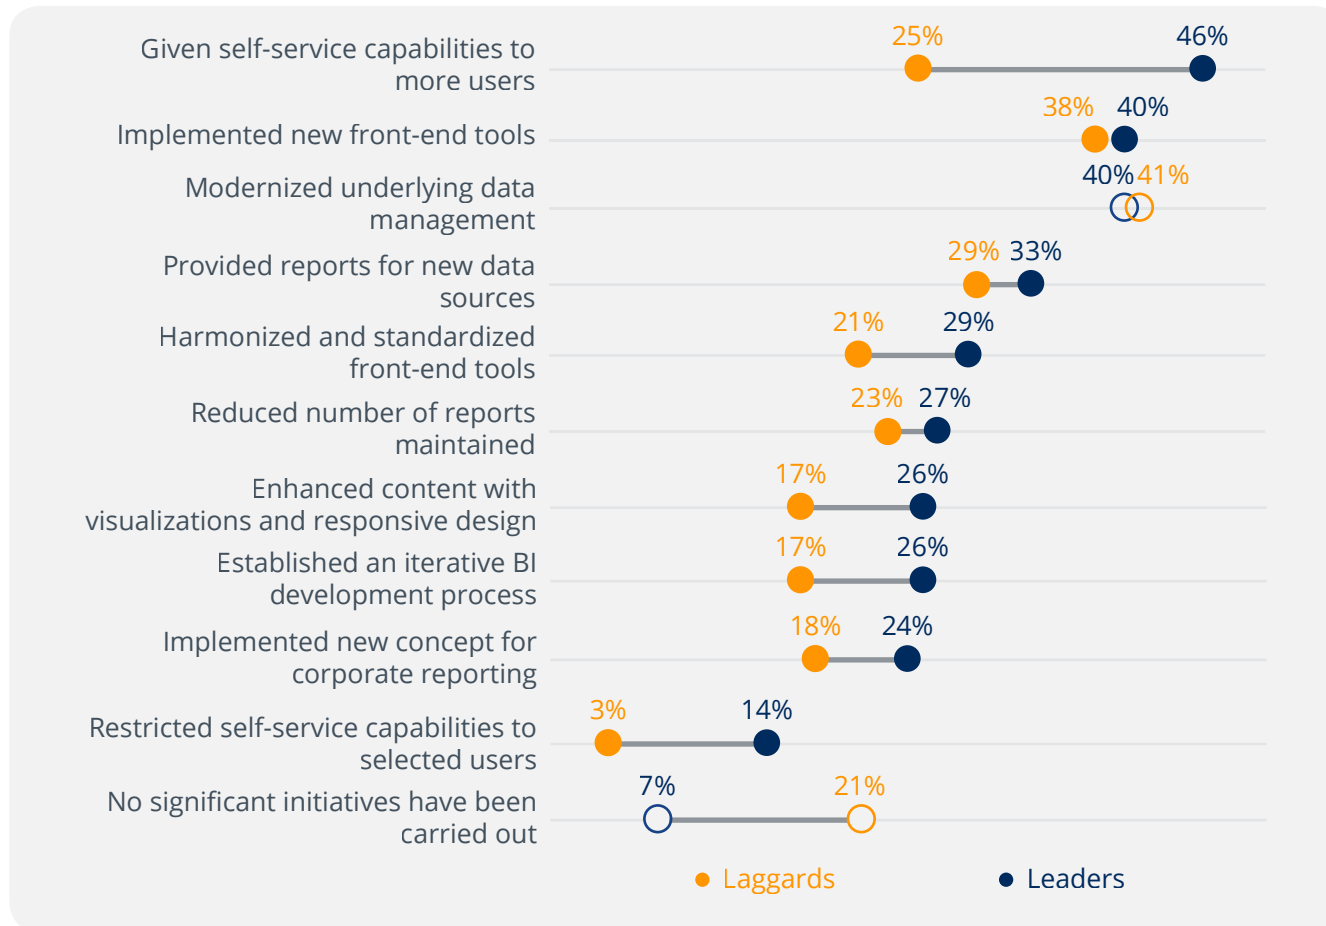 25% 46%
Given self-service capabilities to
more users
38% 40%
Implemented new front-end tools
40% 41%
Modernized underlying data
management
29% 33%
Provided reports for new data
sources
21% 29%
Harmonized and standardized
front-end tools
23% 27%
Reduced number of reports
maintained
17% 26%
Enhanced content with
visualizations and responsive design
17% 26%
Established an iterative BI
development process
18% 24%
Implemented new concept for
corporate reporting
3% 14%
Restricted self-service capabilities to
selected users
7% 21%
No significant initiatives have been
carried out
Laggards Leaders